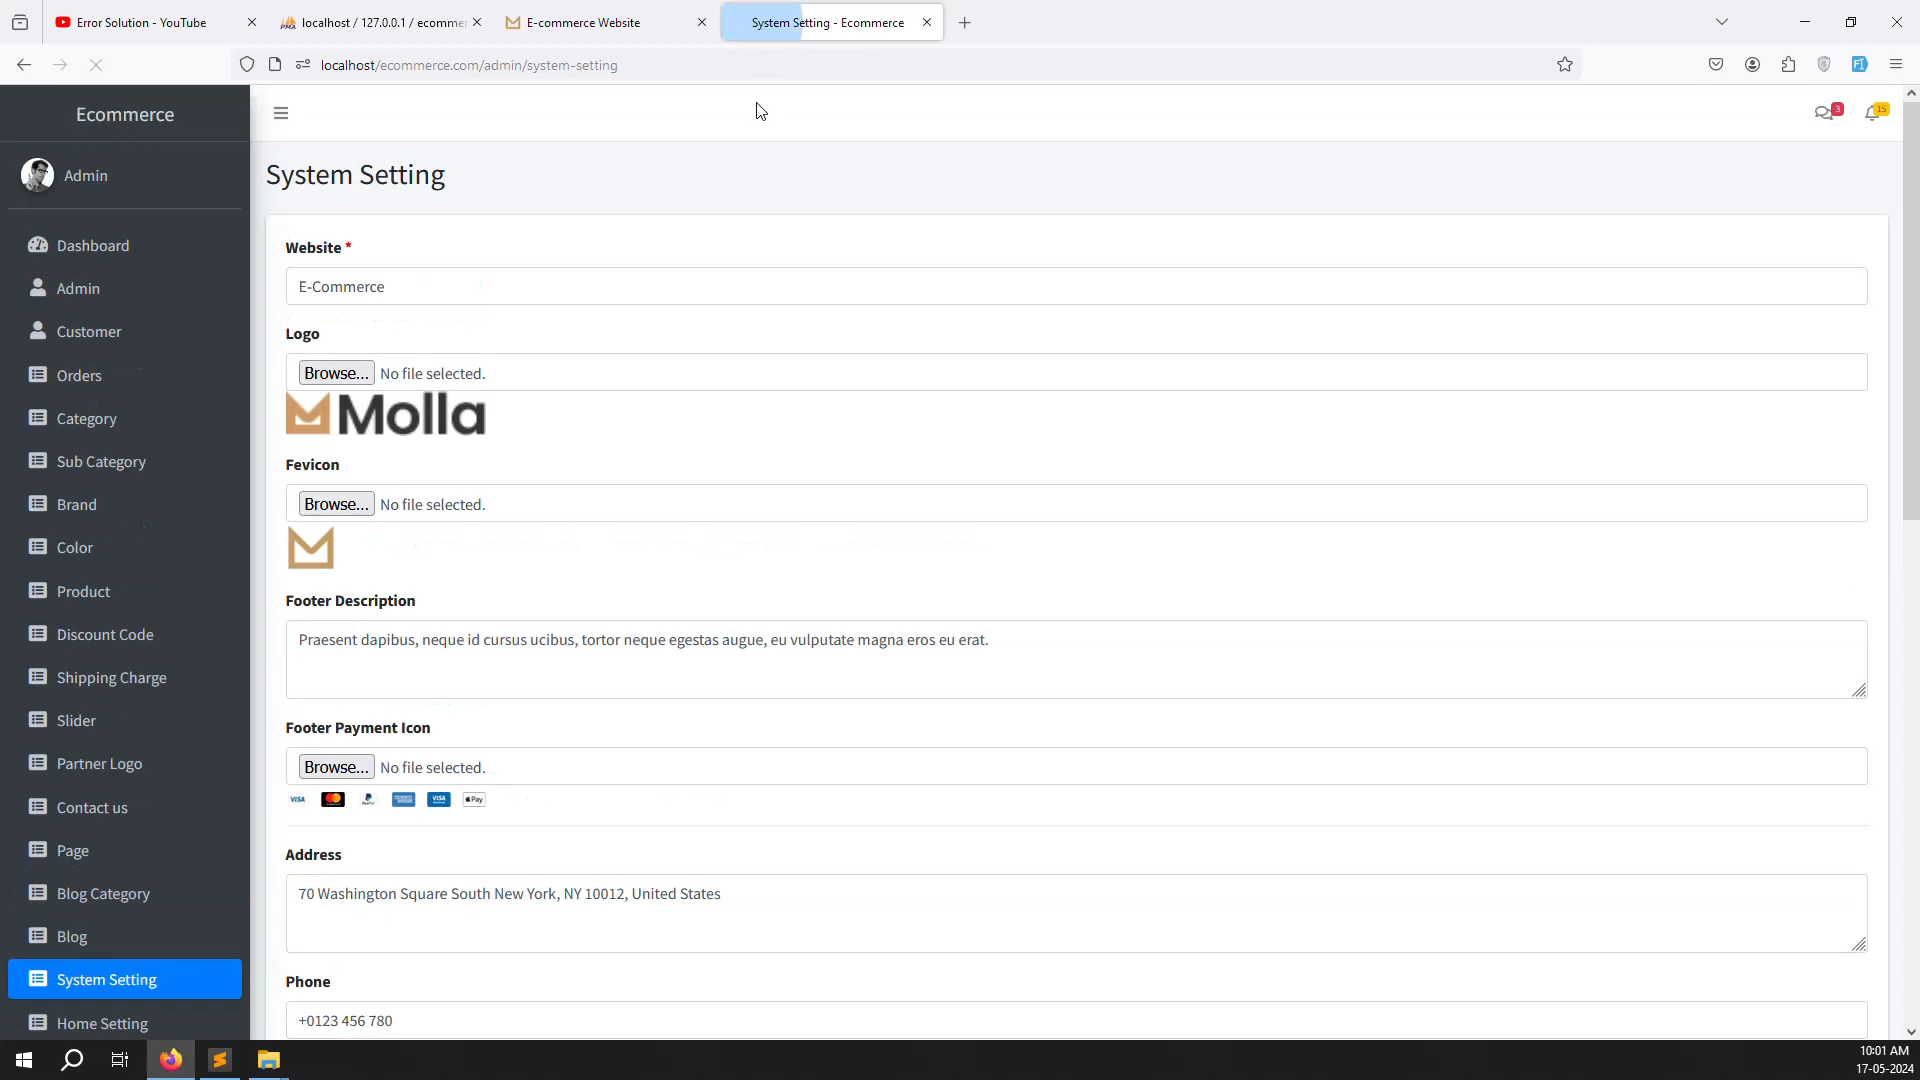 Error Solution - YouTube
localhost / 127.0.0.1 / ecomme
E-commerce Website
System Setting - Ecommerce
localhost/ecommerce.com/admin/system-setting
Ecommerce
3
15
Admin
System Setting
Dashboard
Admin
Customer
Orders
Category
Sub Category
Brand
Color
Product
Discount Code
Shipping Charge
Slider
Partner Logo
Contact us
Page
Blog Category
Blog
System Setting
Home Setting
Website *
E-Commerce
Logo
Browse... No file selected.
Molla
Fevicon
Browse... No file selected.
Footer Description
Praesent dapibus, neque id cursus ucibus, tortor neque egestas augue, eu vulputate magna eros eu erat.
Footer Payment Icon
Browse... No file selected.
VISA
PayPal
VISA
Pay
Address
70 Washington Square South New York, NY 10012, United States
Phone
+0123 456 780
10:01 AM
17-05-2024